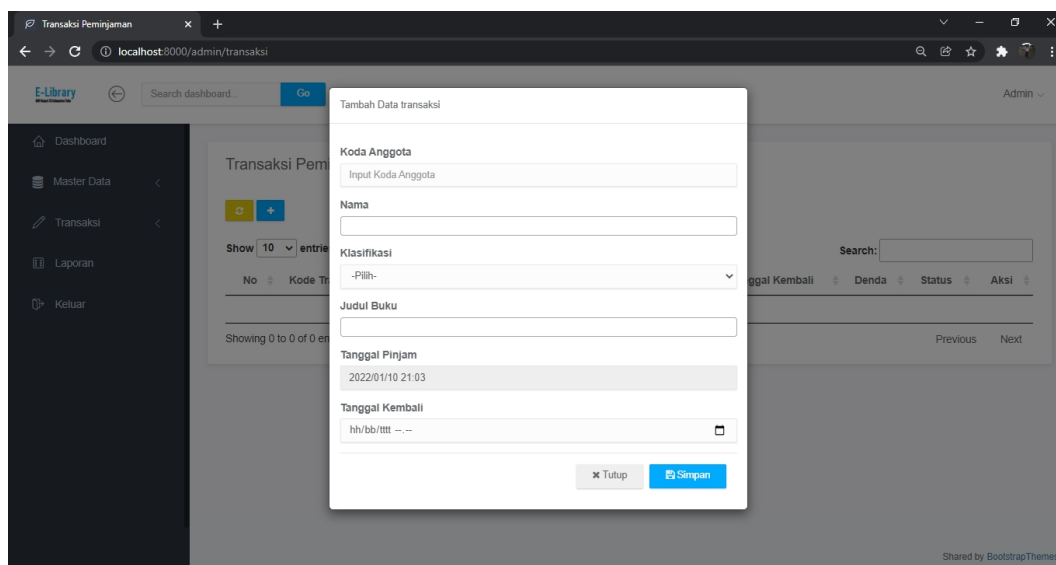 Transaksi Peminjaman
localhost:8000/admin/transaksi
E-Library
Search dashboard...
Go
Admin
Tambah Data transaksi
Dashboard
Master Data
Transaksi
Laporan
Keluar
Transaksi Pem
Show 10 entrie
Search:
No Kode Tr ggal Kembali Denda Status Aksi
Showing 0 to 0 of 0 en
Previous Next
Koda Anggota
Input Koda Anggota
Nama
Klasifikasi
-Pilih-
Judul Buku
Tanggal Pinjam
2022/01/10 21:03
Tanggal Kembali
hh/bb/tttt --.--
Tutup
Simpan
Shared by BootstrapThemes